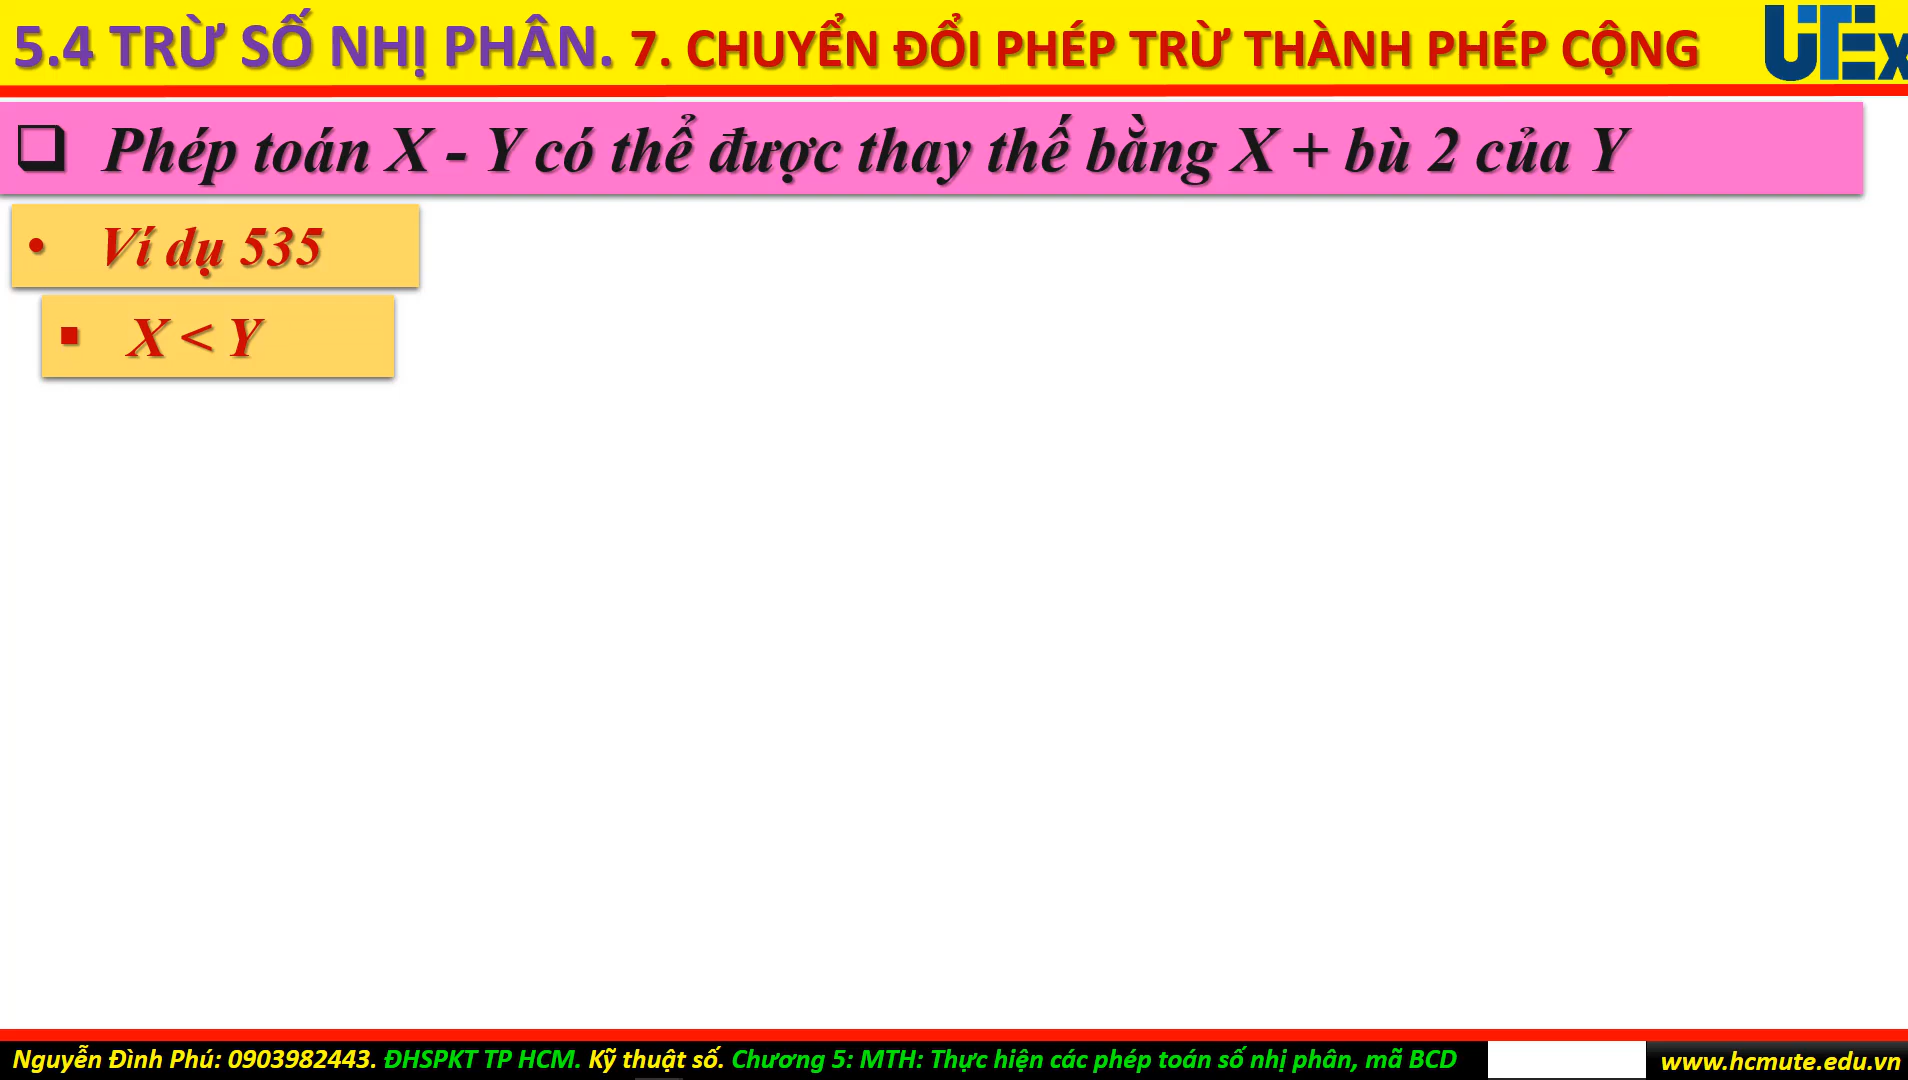 5.4 TRỪ SỐ NHỊ PHÂN. 7. CHUYỂN ĐỔI PHÉP TRỪ THÀNH PHÉP CỘNG
UTEx
Phép toán X - Y có thể được thay thế bằng X + bù 2 của Y
• Ví dụ 535
▪ X < Y
Nguyễn Đình Phú: 0903982443. ĐHSPKT TP HCM. Kỹ thuật số. Chương 5: MTH: Thực hiện các phép toán số nhị phân, mã BCD
www.hcmute.edu.vn